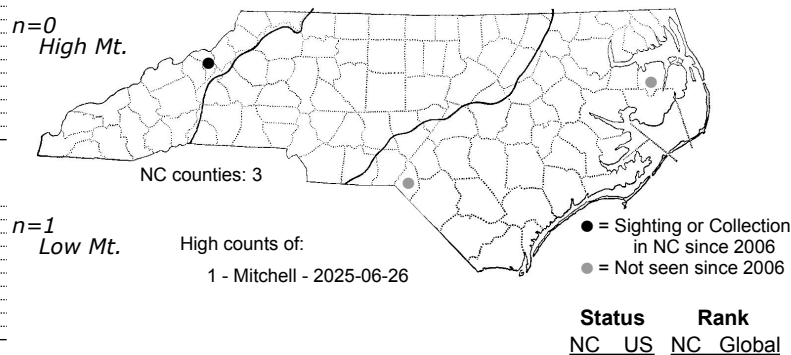 n=0
High Mt.
NC counties: 3
n=1
Low Mt.
High counts of:
1 - Mitchell - 2025-06-26
= Sighting or Collection
in NC since 2006
= Not seen since 2006
Status Rank
NC US NC Global